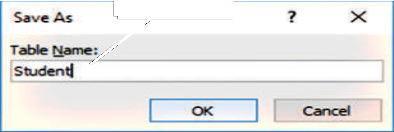 Save As ? ✕
Table Name:
Student
OK Cancel